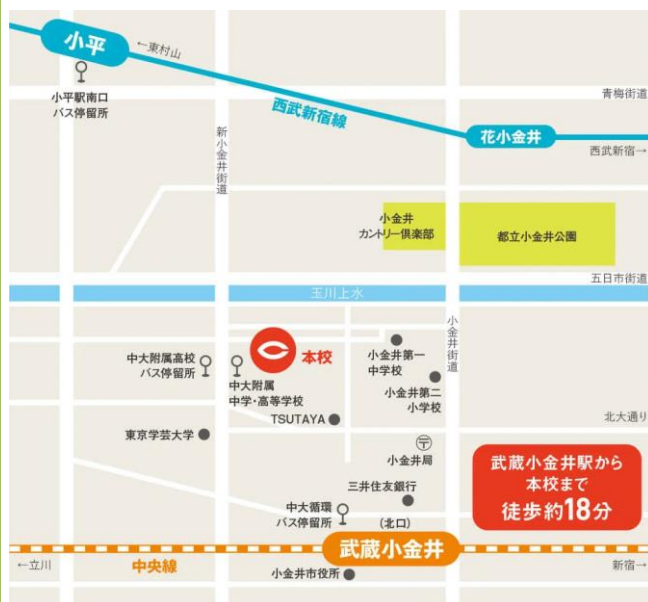 小平
←東村山
小平駅南口
バス停留所
西武新宿線
青梅街道
花小金井
西武新宿→
新小金井街道
小金井
カントリー倶楽部
都立小金井公園
五日市街道
玉川上水
小金井街道
本校
中大附属高校
バス停留所
中大附属
中学・高等学校
小金井第一
中学校
小金井第二
小学校
TSUTAYA
北大通り
東京学芸大学
〒
小金井局
武蔵小金井駅から
本校まで
徒歩約18分
三井住友銀行
中大循環
バス停留所
(北口)
武蔵小金井
←立川
中央線
新宿→
小金井市役所